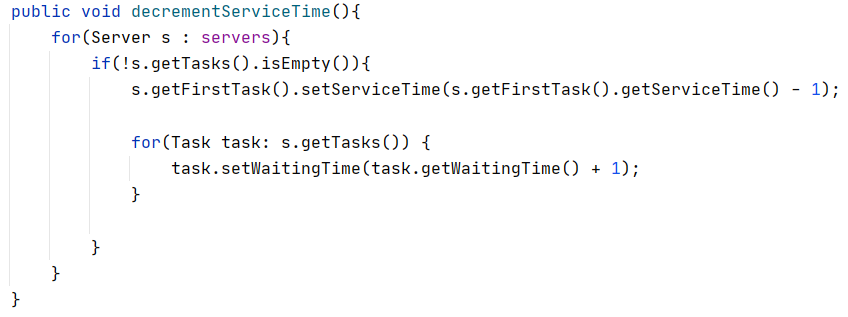 public void decrementServiceTime(){
for(Server s : servers){
if(!s.getTasks().isEmpty()){
s.getFirstTask().setServiceTime(s.getFirstTask().getServiceTime() - 1);
for(Task task: s.getTasks()) {
task.setWaitingTime(task.getWaitingTime() + 1);
}
}
}
}